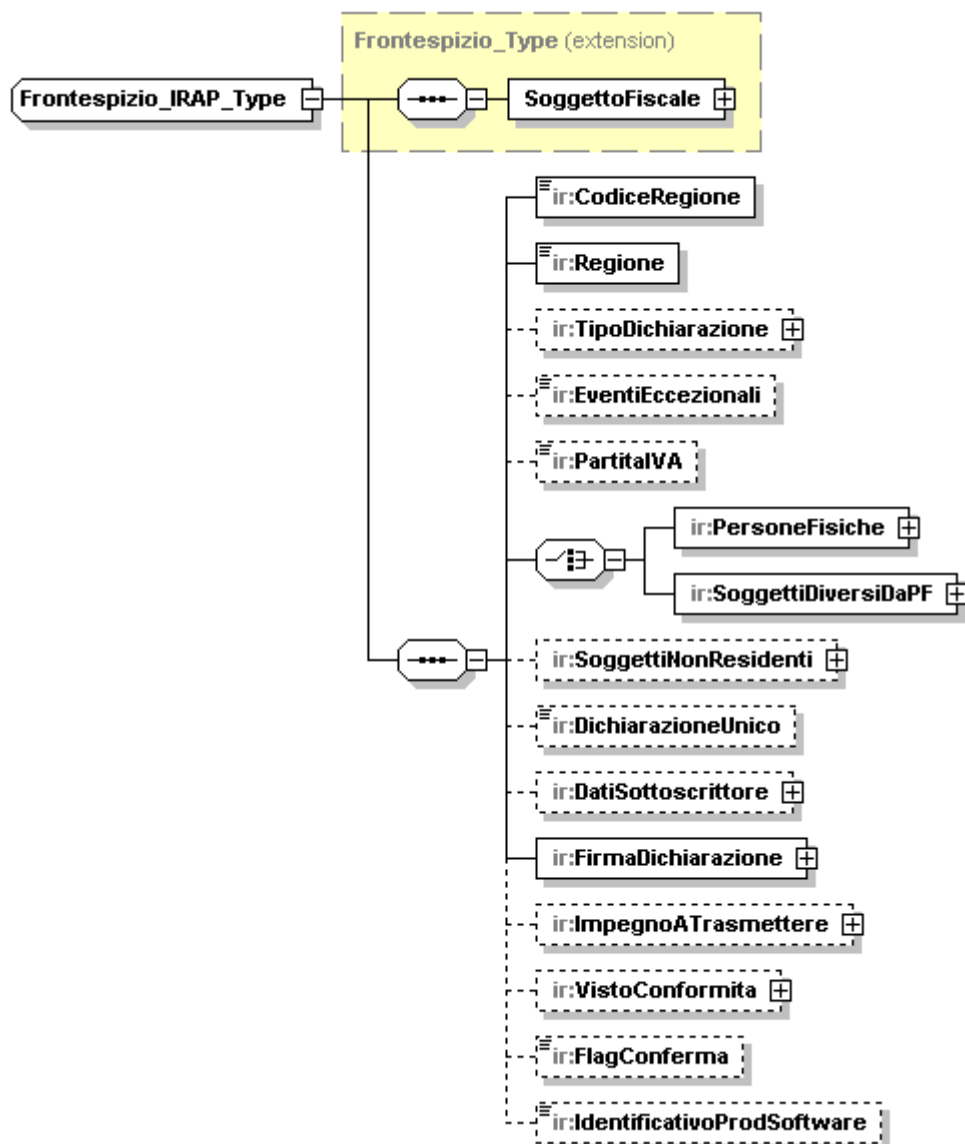 Frontespizio_Type (extension)
Frontespizio_IRAP_Type
SoggettoFiscale
ir:CodiceRegione
ir:Regione
ir:TipoDichiarazione
ir:EventiEccezionali
ir:PartitaIVA
ir:PersoneFisiche
ir:SoggettiDiversiDaPF
ir:SoggettiNonResidenti
ir:DichiarazioneUnico
ir:DatiSottoscrittore
ir:FirmaDichiarazione
ir:ImpegnoATrasmettere
ir:VistoConformita
ir:FlagConferma
ir:IdentificativoProdSoftware